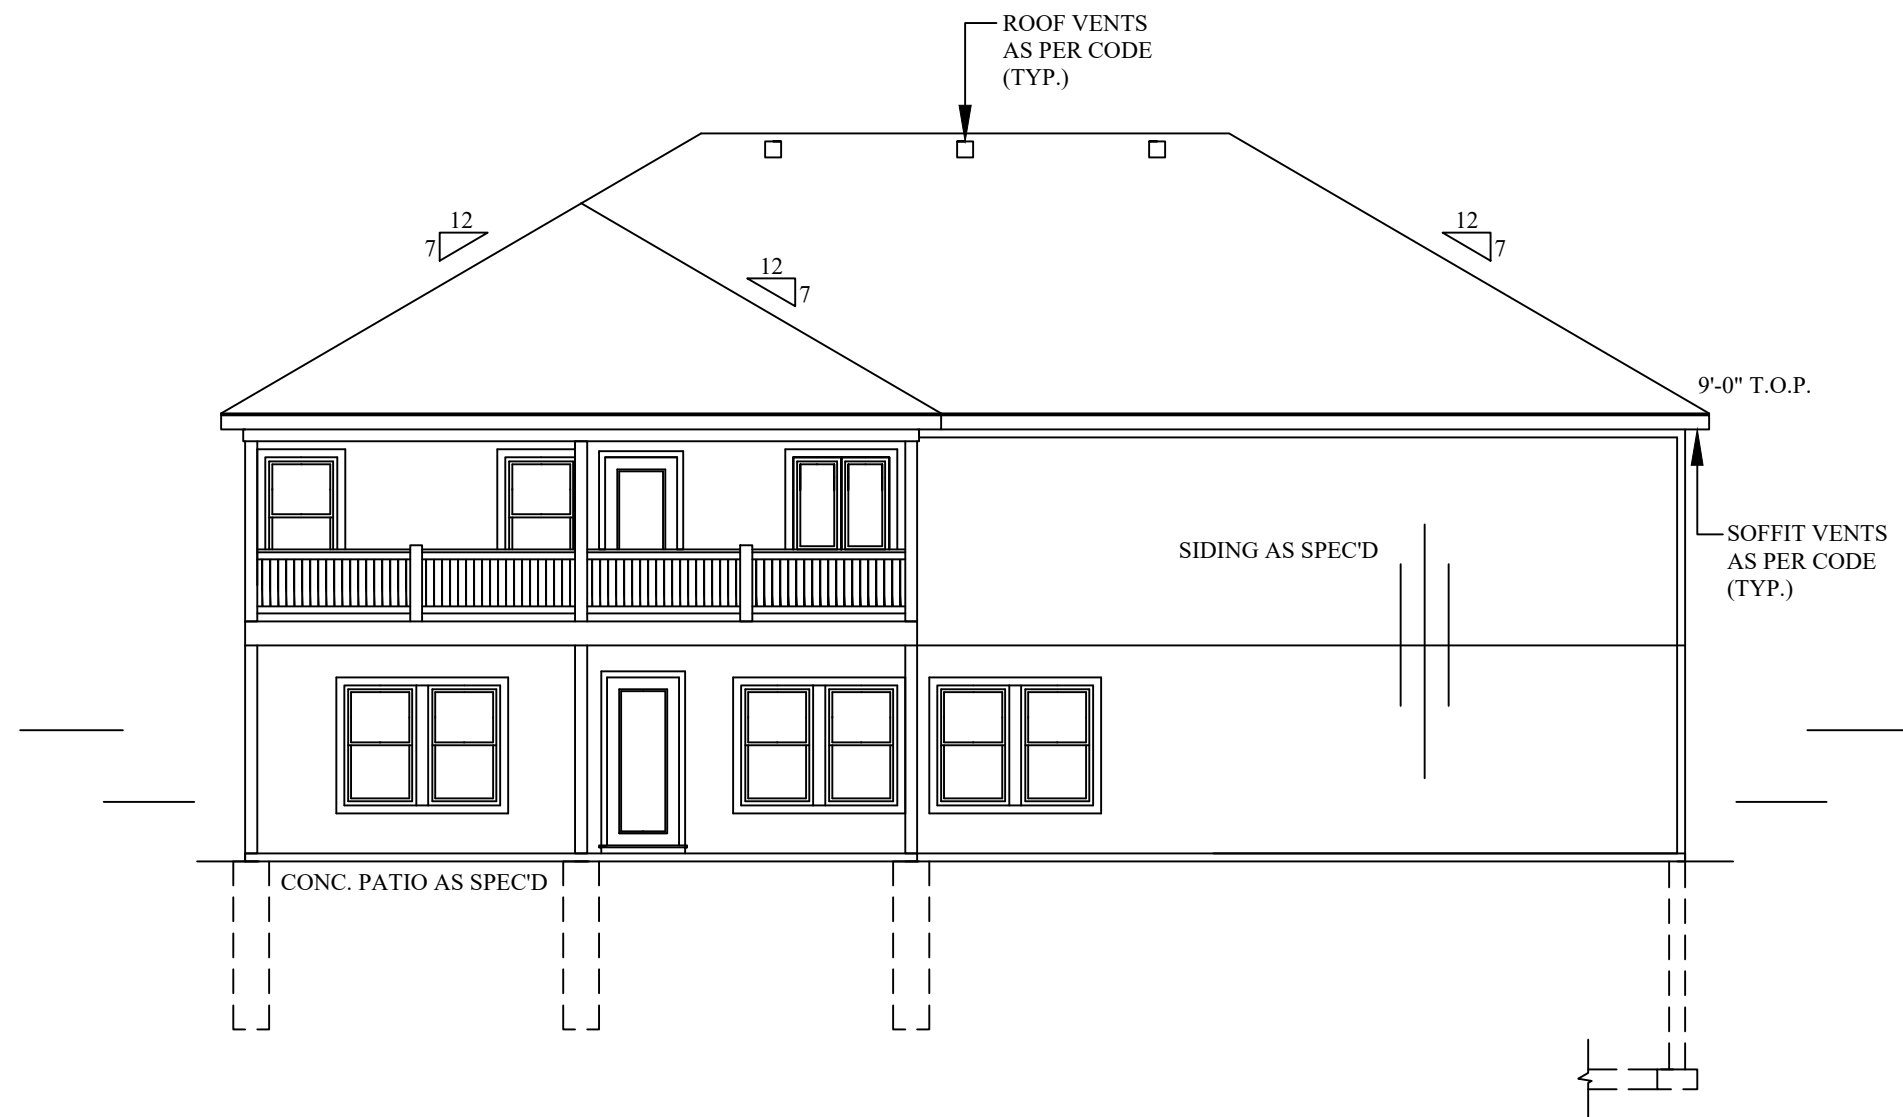 ROOF VENTS
AS PER CODE
(TYP.)
12
7
12
7
12
7
9'-0" T.O.P.
SIDING AS SPEC'D
SOFFIT VENTS
AS PER CODE
(TYP.)
CONC. PATIO AS SPEC'D